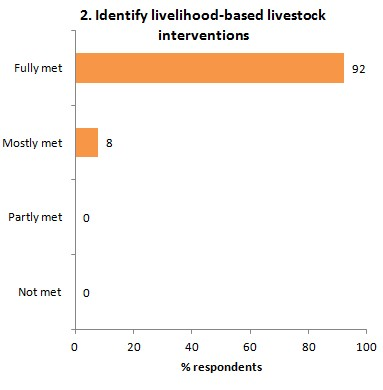 2. Identify livelihood-based livestock
interventions
Fully met
92
Mostly met
8
Partly met
0
Not met
0
0
20
40
60
80
100
% respondents